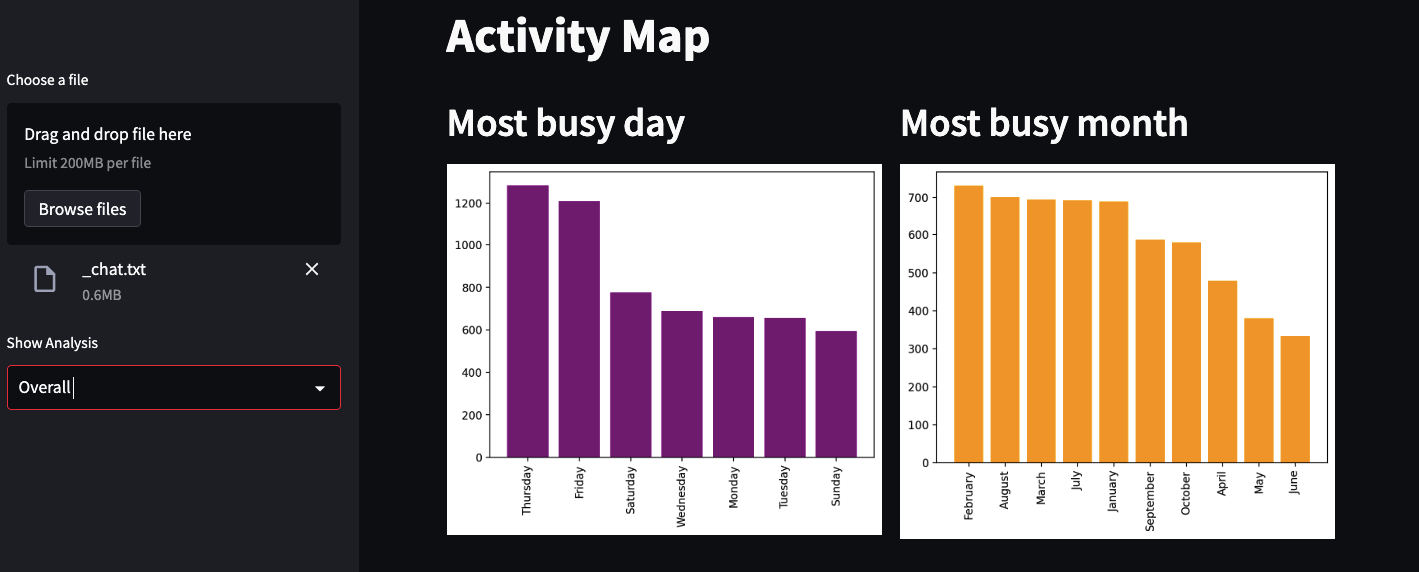 Choose a file
Drag and drop file here
Limit 200MB per file
Browse files
_chat.txt
0.6MB
Show Analysis
Overall
Activity Map
Most busy day
1200
1000
800
600
400
200
0
Thursday
Friday
Saturday
Wednesday
Monday
Tuesday
Sunday
Most busy month
700
600
500
400
300
200
100
0
February
August
March
July
January
September
October
April
May
June